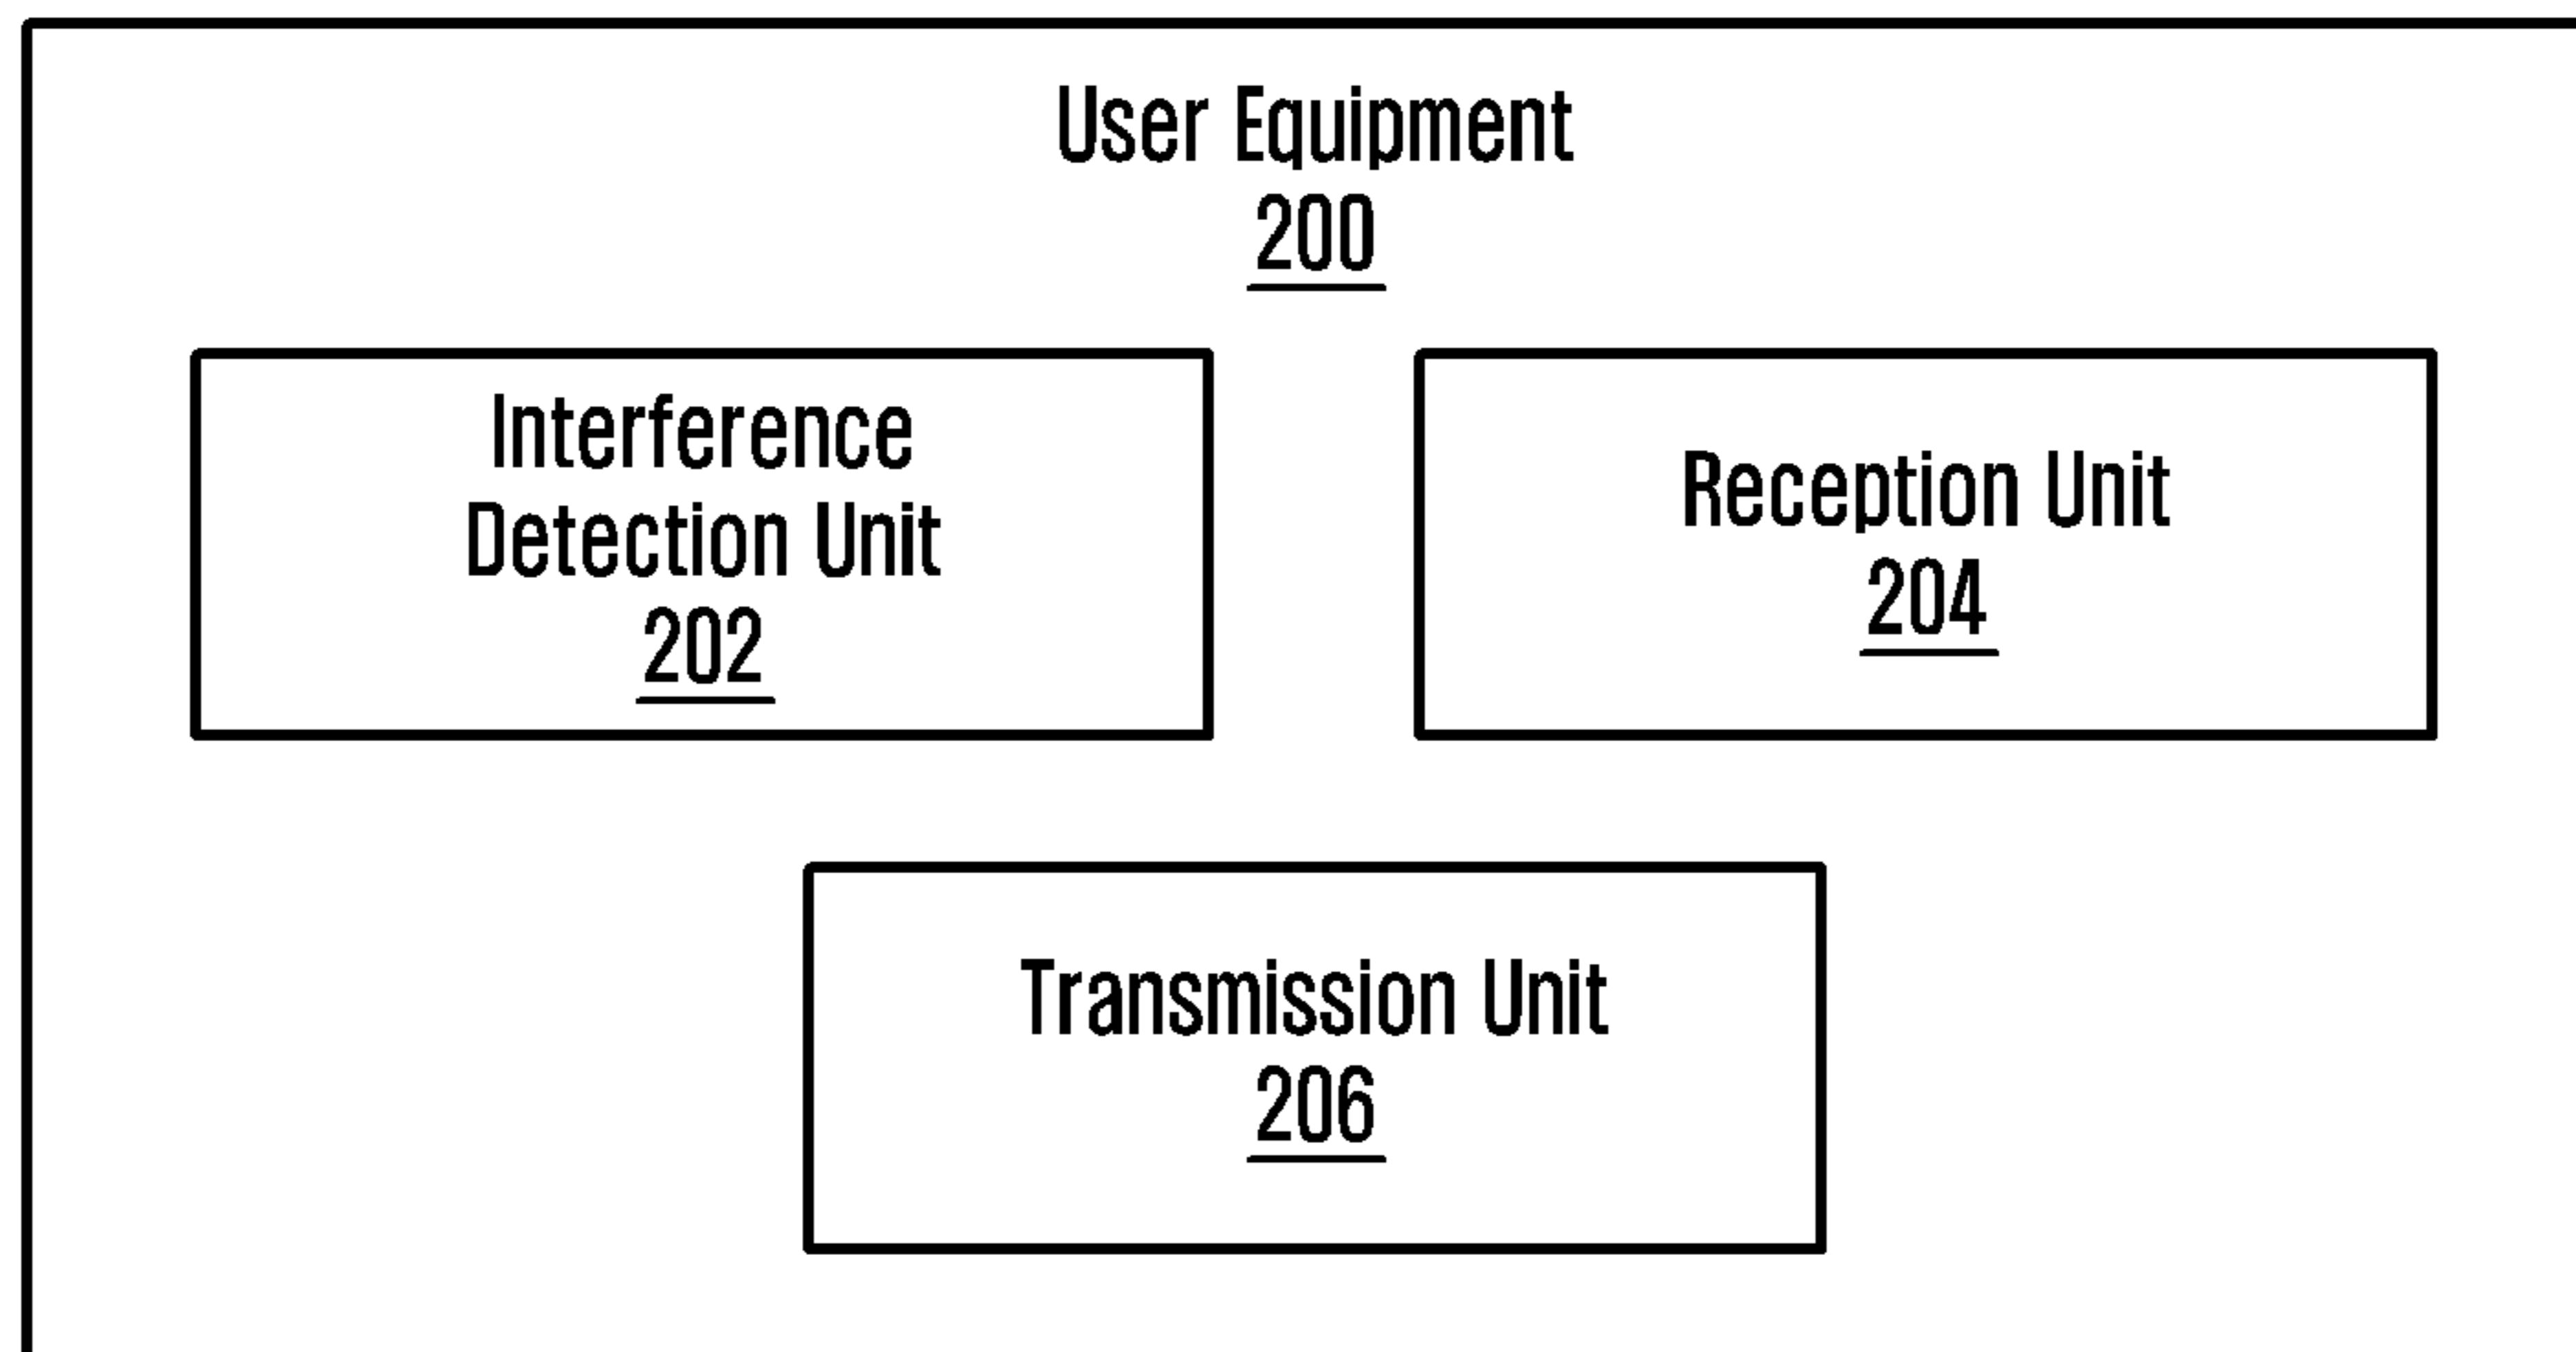 User Equipment
200
Interference
Detection Unit
202
Reception Unit
204
Transmission Unit
206